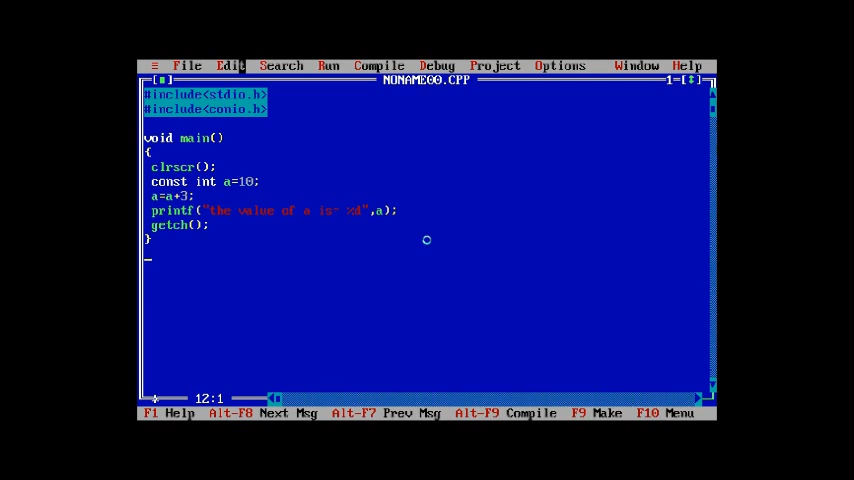 ≡ File Edit Search Run Compile Debug Project Options Window Help
NONAME00.CPP 1=[↕]
#include<stdio.h>
#include<conio.h>
void main()
{
clrscr();
const int a=10;
a=a+3;
printf("the value of a is= %d",a);
getch();
}
12:1
F1 Help Alt-F8 Next Msg Alt-F7 Prev Msg Alt-F9 Compile F9 Make F10 Menu